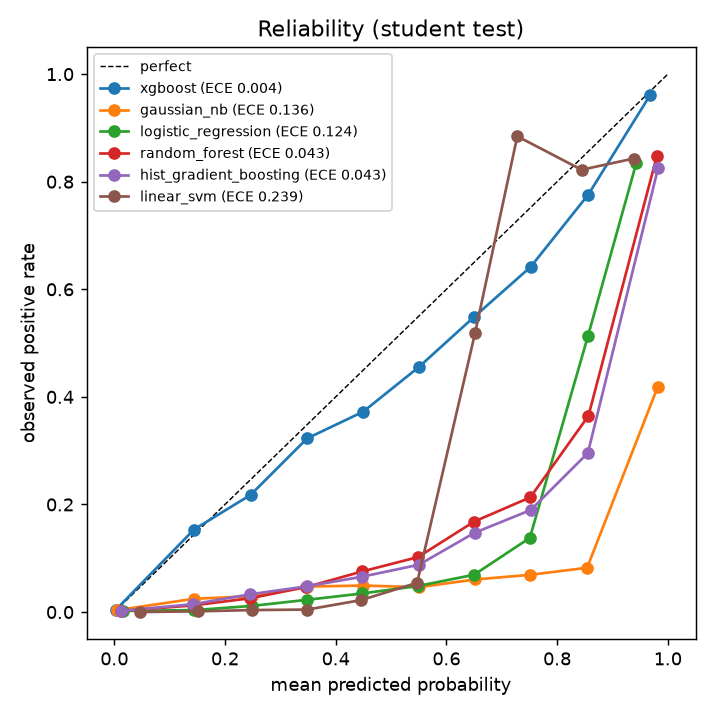 Reliability (student test)
perfect
xgboost (ECE 0.004)
gaussian_nb (ECE 0.136)
logistic_regression (ECE 0.124)
random_forest (ECE 0.043)
hist_gradient_boosting (ECE 0.043)
linear_svm (ECE 0.239)
observed positive rate
1.0
0.8
0.6
0.4
0.2
0.0
0.0 0.2 0.4 0.6 0.8 1.0
mean predicted probability